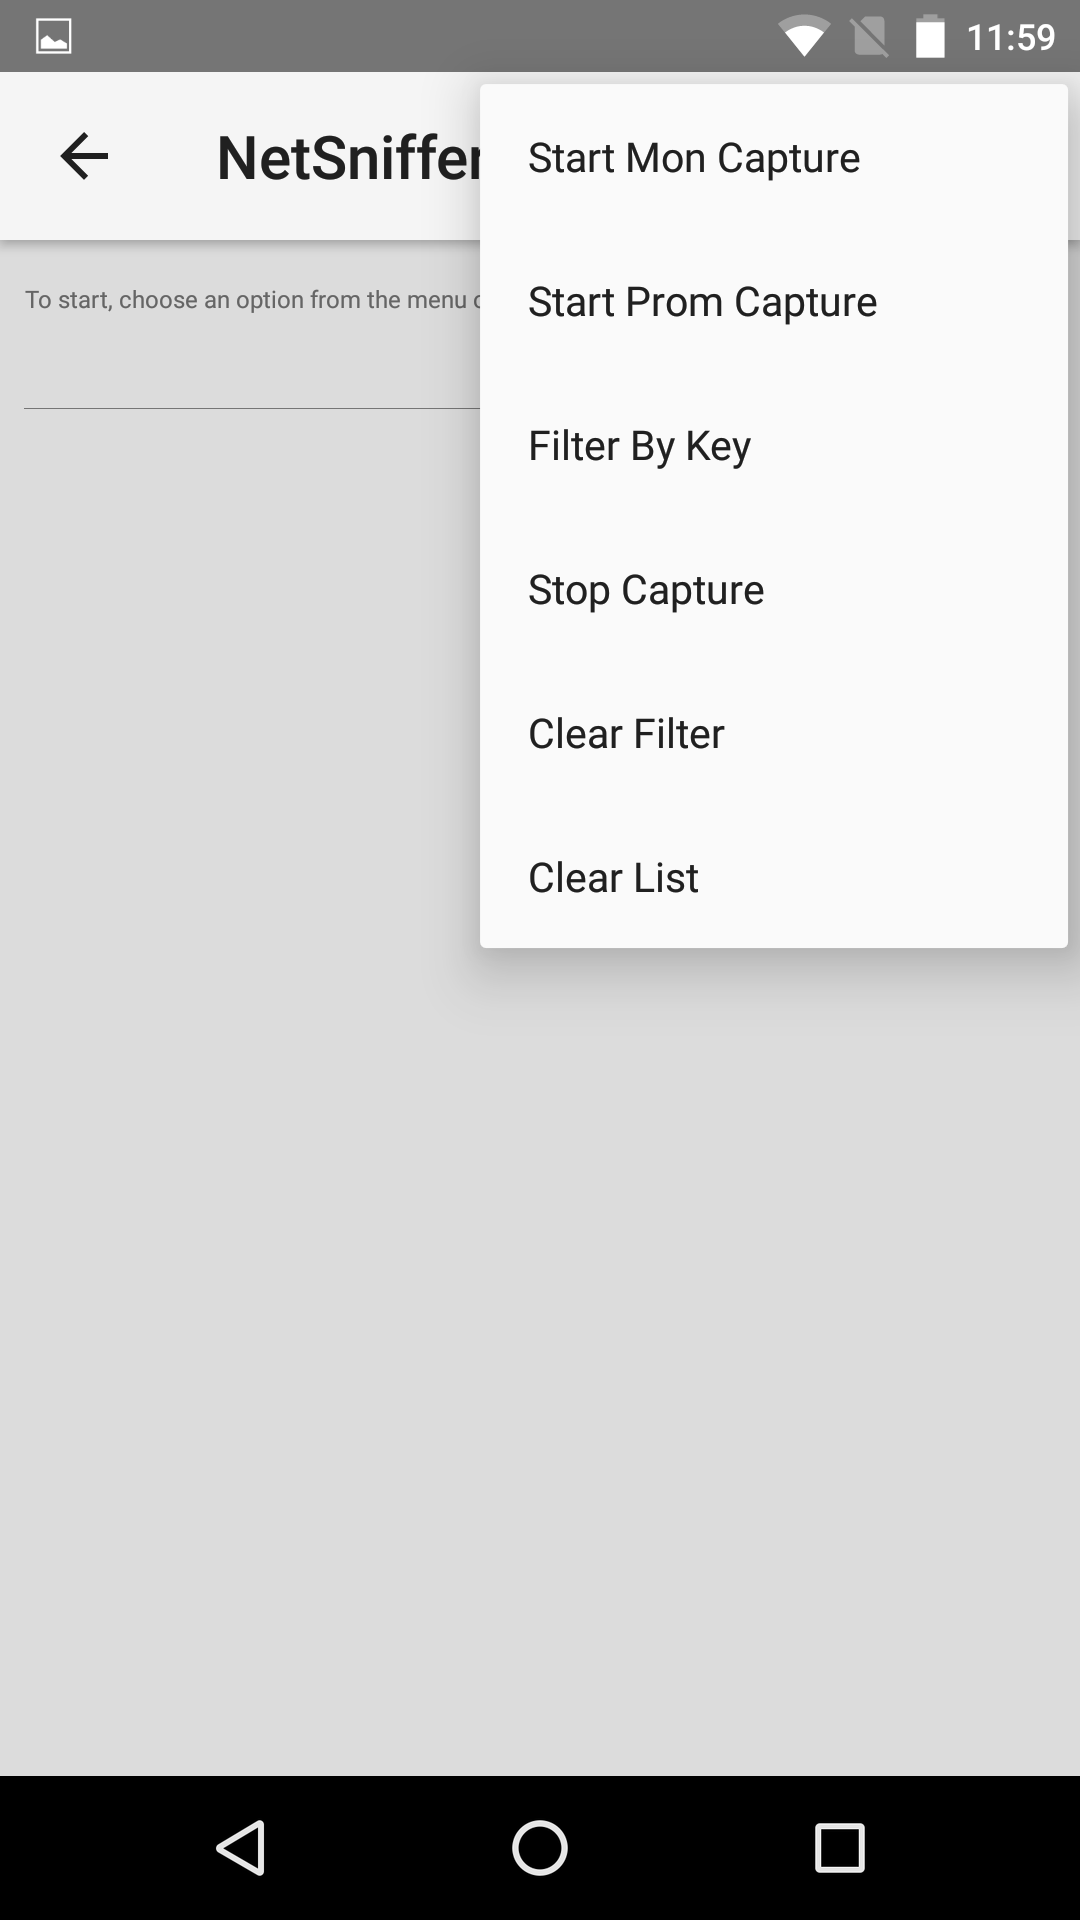 11:59
NetSniffer
Start Mon Capture
Start Prom Capture
To start, choose an option from the menu
Filter By Key
Stop Capture
Clear Filter
Clear List